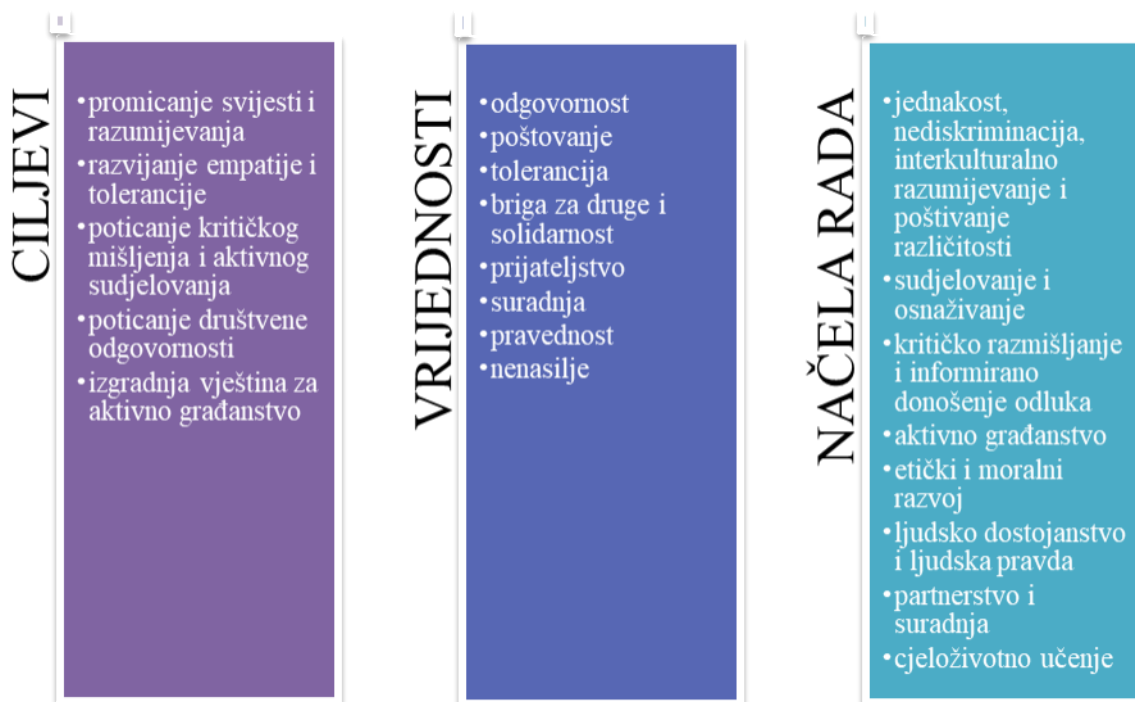 CILJEVI
•promicanje svijesti i
razumijevanja
•razvijanje empatije i
tolerancije
•poticanje kritičkog
mišljenja i aktivnog
sudjelovanja
•poticanje društvene
odgovornosti
•izgradnja vještina za
aktivno građanstvo
VRIJEDNOSTI
•odgovornost
•poštovanje
•tolerancija
•briga za druge i
solidarnost
•prijateljstvo
•suradnja
•pravednost
•nenasilje
NAČELA RADA
•jednakost,
nediskriminacija,
interkulturalno
razumijevanje i
poštivanje
različitosti
•sudjelovanje i
osnaživanje
•kritičko razmišljanje
i informirano
donošenje odluka
•aktivno građanstvo
•etički i moralni
razvoj
•ljudsko dostojanstvo
i ljudska pravda
•partnerstvo i
suradnja
•cjeloživotno učenje